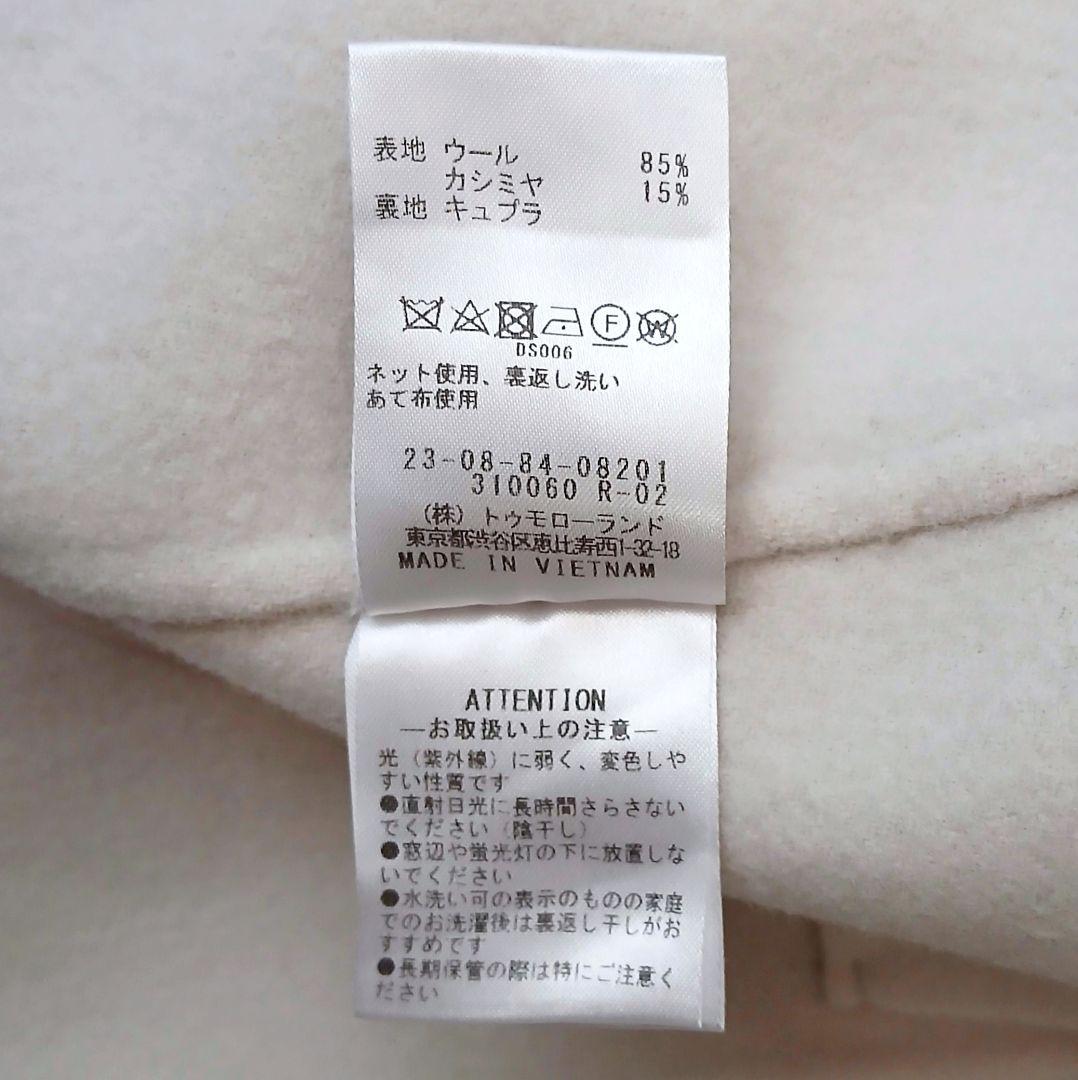 表地 ウール 85%
カシミヤ 15%
裏地 キュプラ
F W
DS006
ネット使用、裏返し洗い
あて布使用
23-08-84-08201
310060 R-02
(株) トゥモローランド
東京都渋谷区恵比寿西1-32-18
MADE IN VIETNAM
ATTENTION
―お取扱い上の注意―
光(紫外線)に弱く、変色しや
すい性質です
●直射日光に長時間さらさない
でください(陰干し)
●窓辺や蛍光灯の下に放置しな
いでください
●水洗い可の表示のものの家庭
でのお洗濯後は裏返し干しがお
すすめです
●長期保管の際は特にご注意く
ださい